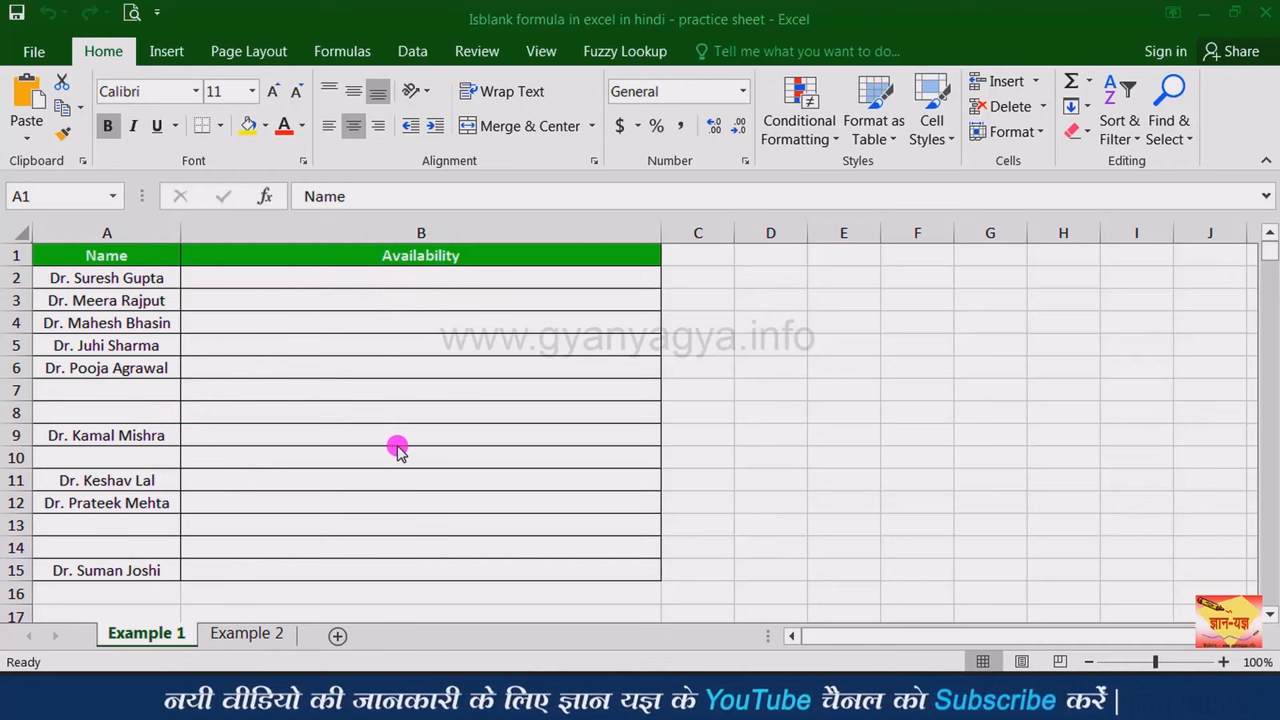 Isblank formula in excel in hindi - practice sheet - Excel
File Home Insert Page Layout Formulas Data Review View Fuzzy Lookup Tell me what you want to do... Sign in Share
Paste
Clipboard
Calibri 11
B I U
Font
Wrap Text
Merge & Center
Alignment
General
$ % ,
Number
Conditional Formatting
Format as Table
Cell Styles
Styles
Insert
Delete
Format
Cells
Sort & Filter
Find & Select
Editing
A1 fx Name
A B C D E F G H I J
1 Name Availability
2 Dr. Suresh Gupta
3 Dr. Meera Rajput
4 Dr. Mahesh Bhasin
www.gyanyagya.info
5 Dr. Juhi Sharma
6 Dr. Pooja Agrawal
7
8
9 Dr. Kamal Mishra
10
11 Dr. Keshav Lal
12 Dr. Prateek Mehta
13
14
15 Dr. Suman Joshi
16
17
ज्ञान-यज्ञ
Example 1 Example 2
Ready 100%
नयी वीडियो की जानकारी के लिए ज्ञान यज्ञ के YouTube चैनल को Subscribe करें |